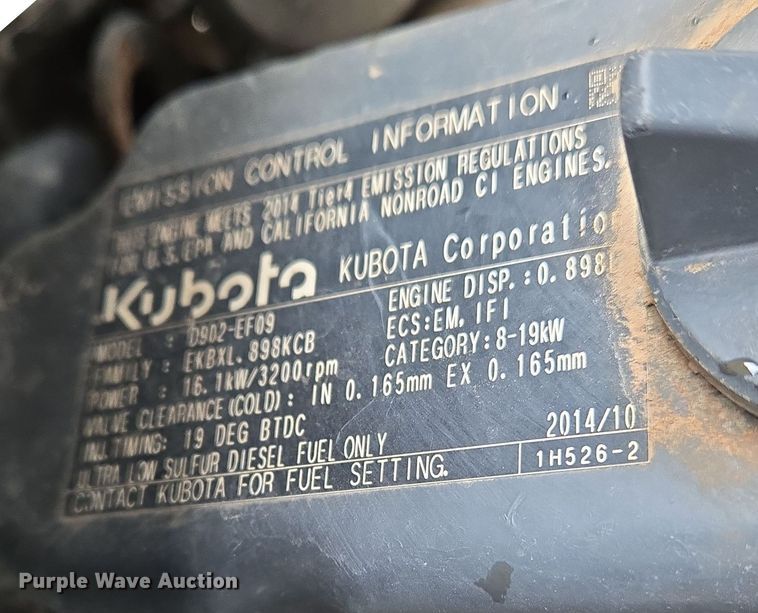 EMISSION CONTROL INFORMATION
THIS ENGINE MEETS 2014 Tier4 EMISSION REGULATIONS
FOR U.S.EPA AND CALIFORNIA NONROAD CI ENGINES.
Kubota KUBOTA Corporatio
MODEL : D902-EF09 ENGINE DISP.:0.898
FAMILY : EKBXL.898KCB ECS:EM, IFI
POWER : 16.1kW/3200rpm CATEGORY:8-19kW
VALVE CLEARANCE(COLD): IN 0.165mm EX 0.165mm
INJ.TIMING: 19 DEG BTDC 2014/10
ULTRA LOW SULFUR DIESEL FUEL ONLY
CONTACT KUBOTA FOR FUEL SETTING. 1H526-2
Purple Wave Auction